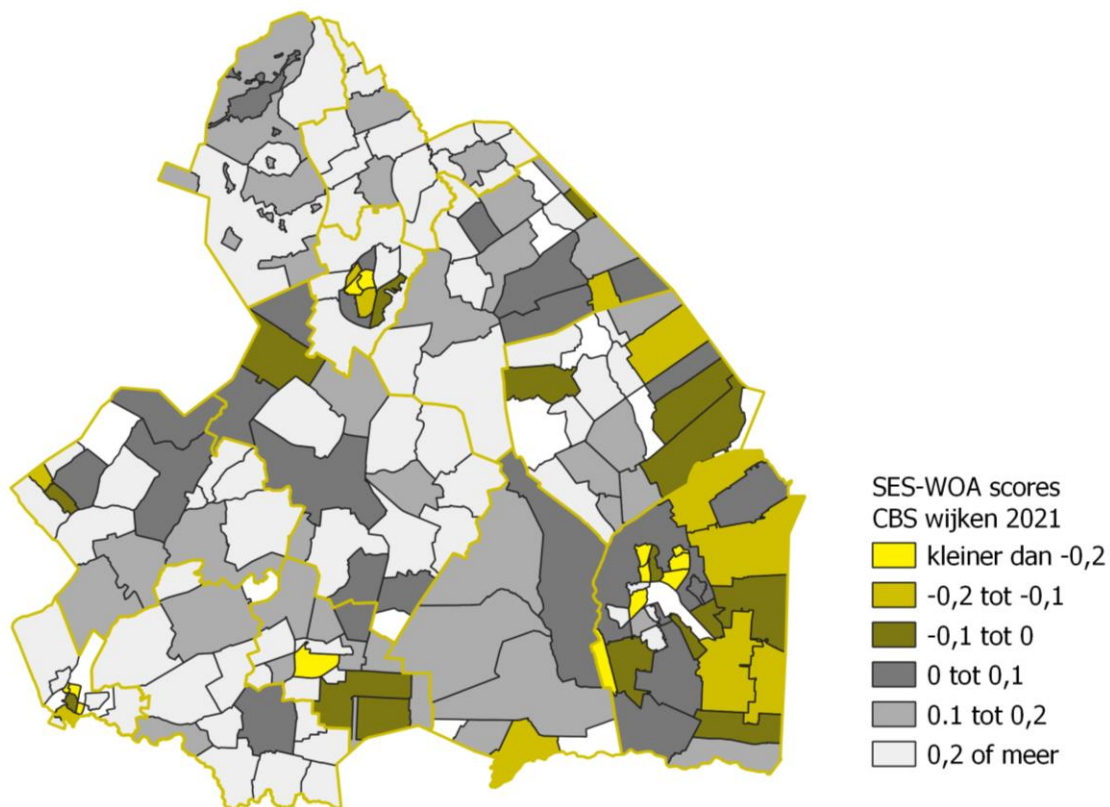 SES-WOA scores
CBS wijken 2021
kleiner dan -0,2
-0,2 tot -0,1
-0,1 tot 0
0 tot 0,1
0.1 tot 0,2
0,2 of meer